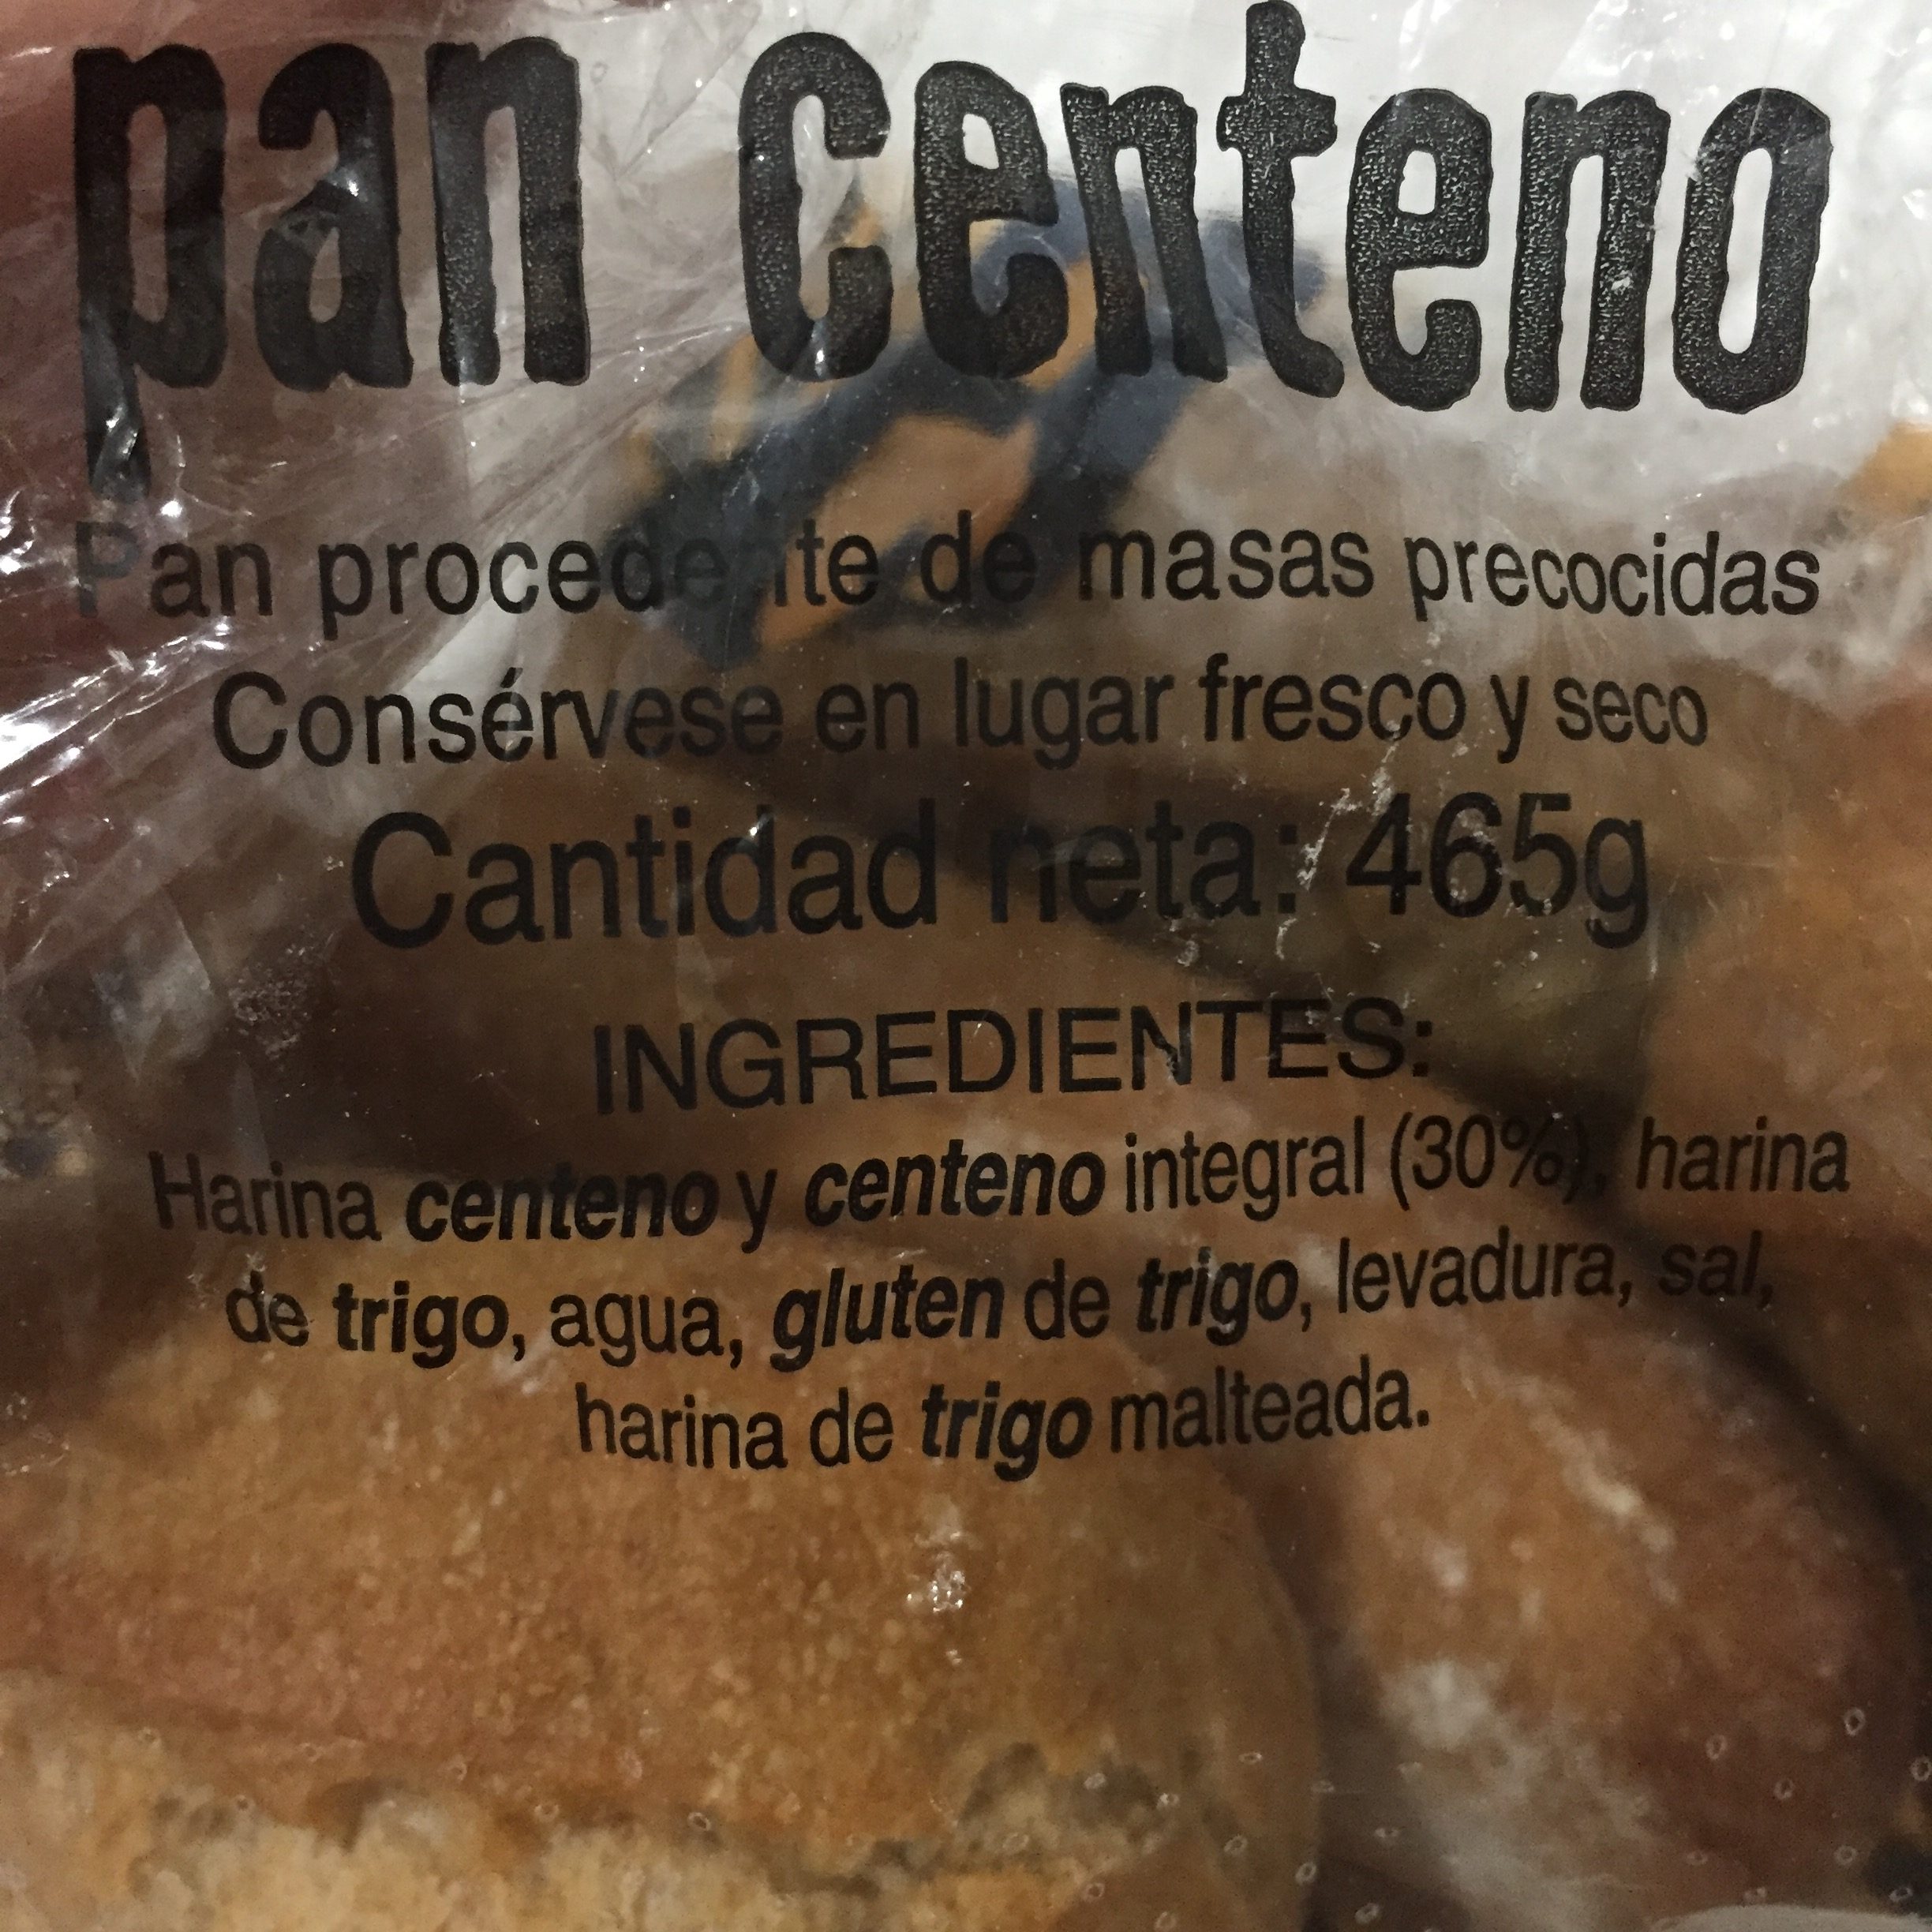 pan centeno
Pan procedente de masas precocidas
Consérvese en lugar fresco y seco
Cantidad neta: 465g
INGREDIENTES:
Harina centeno y centeno integral (30%), harina
de trigo, agua, gluten de trigo, levadura, sal,
harina de trigo malteada.